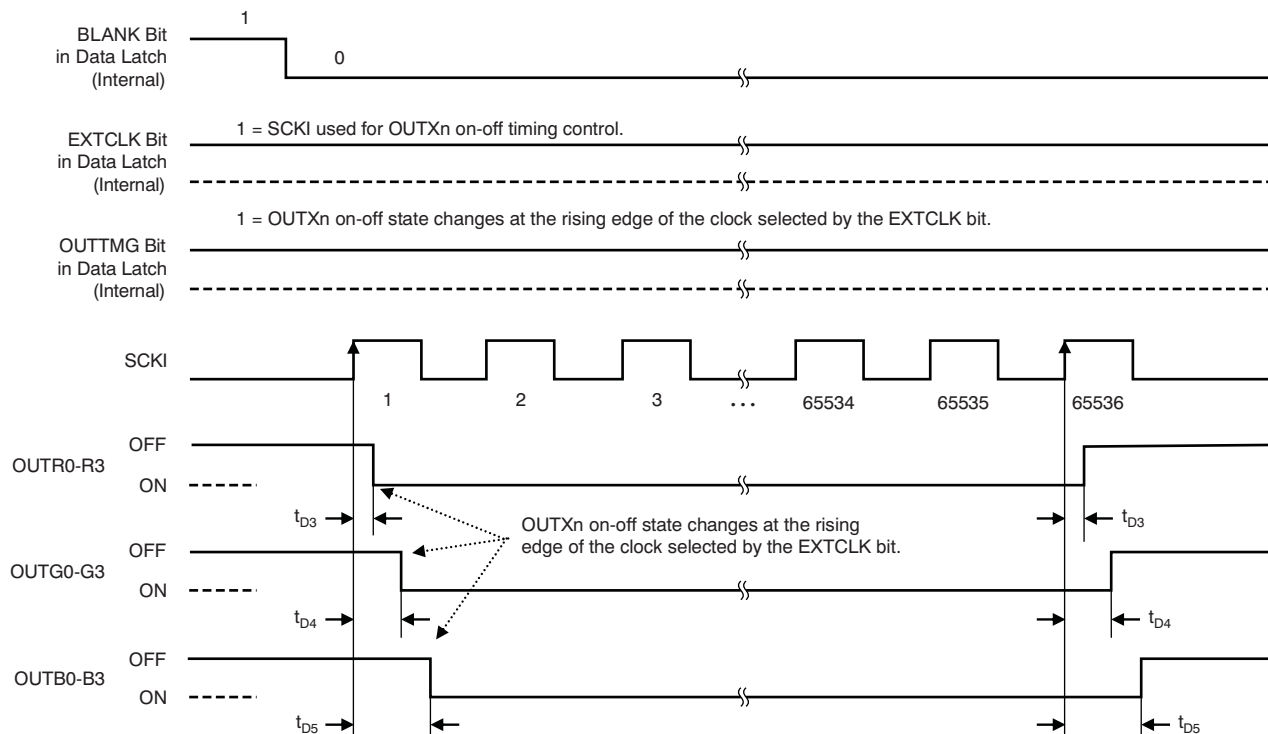 1
BLANK Bit
in Data Latch
(Internal)
0
1 = SCKI used for OUTXn on-off timing control.
EXTCLK Bit
in Data Latch
(Internal)
1 = OUTXn on-off state changes at the rising edge of the clock selected by the EXTCLK bit.
OUTTMG Bit
in Data Latch
(Internal)
SCKI
1 2 3 ... 65534 65535 65536
OFF
OUTR0-R3
ON
tD3 tD3
OUTXn on-off state changes at the rising
edge of the clock selected by the EXTCLK bit.
OFF
OUTG0-G3
ON
tD4 tD4
OFF
OUTB0-B3
ON
tD5 tD5